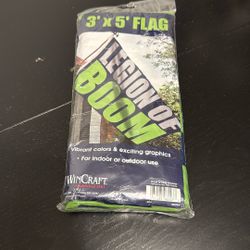 3' x 5' FLAG
LEGION OF
BOOM
Vibrant colors & exciting graphics
• For indoor or outdoor use
WINCRAFT